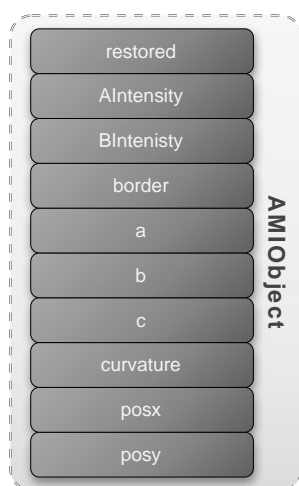 restored
AIntensity
BIntenisty
border
a
b
c
curvature
posx
posy
AMIObject